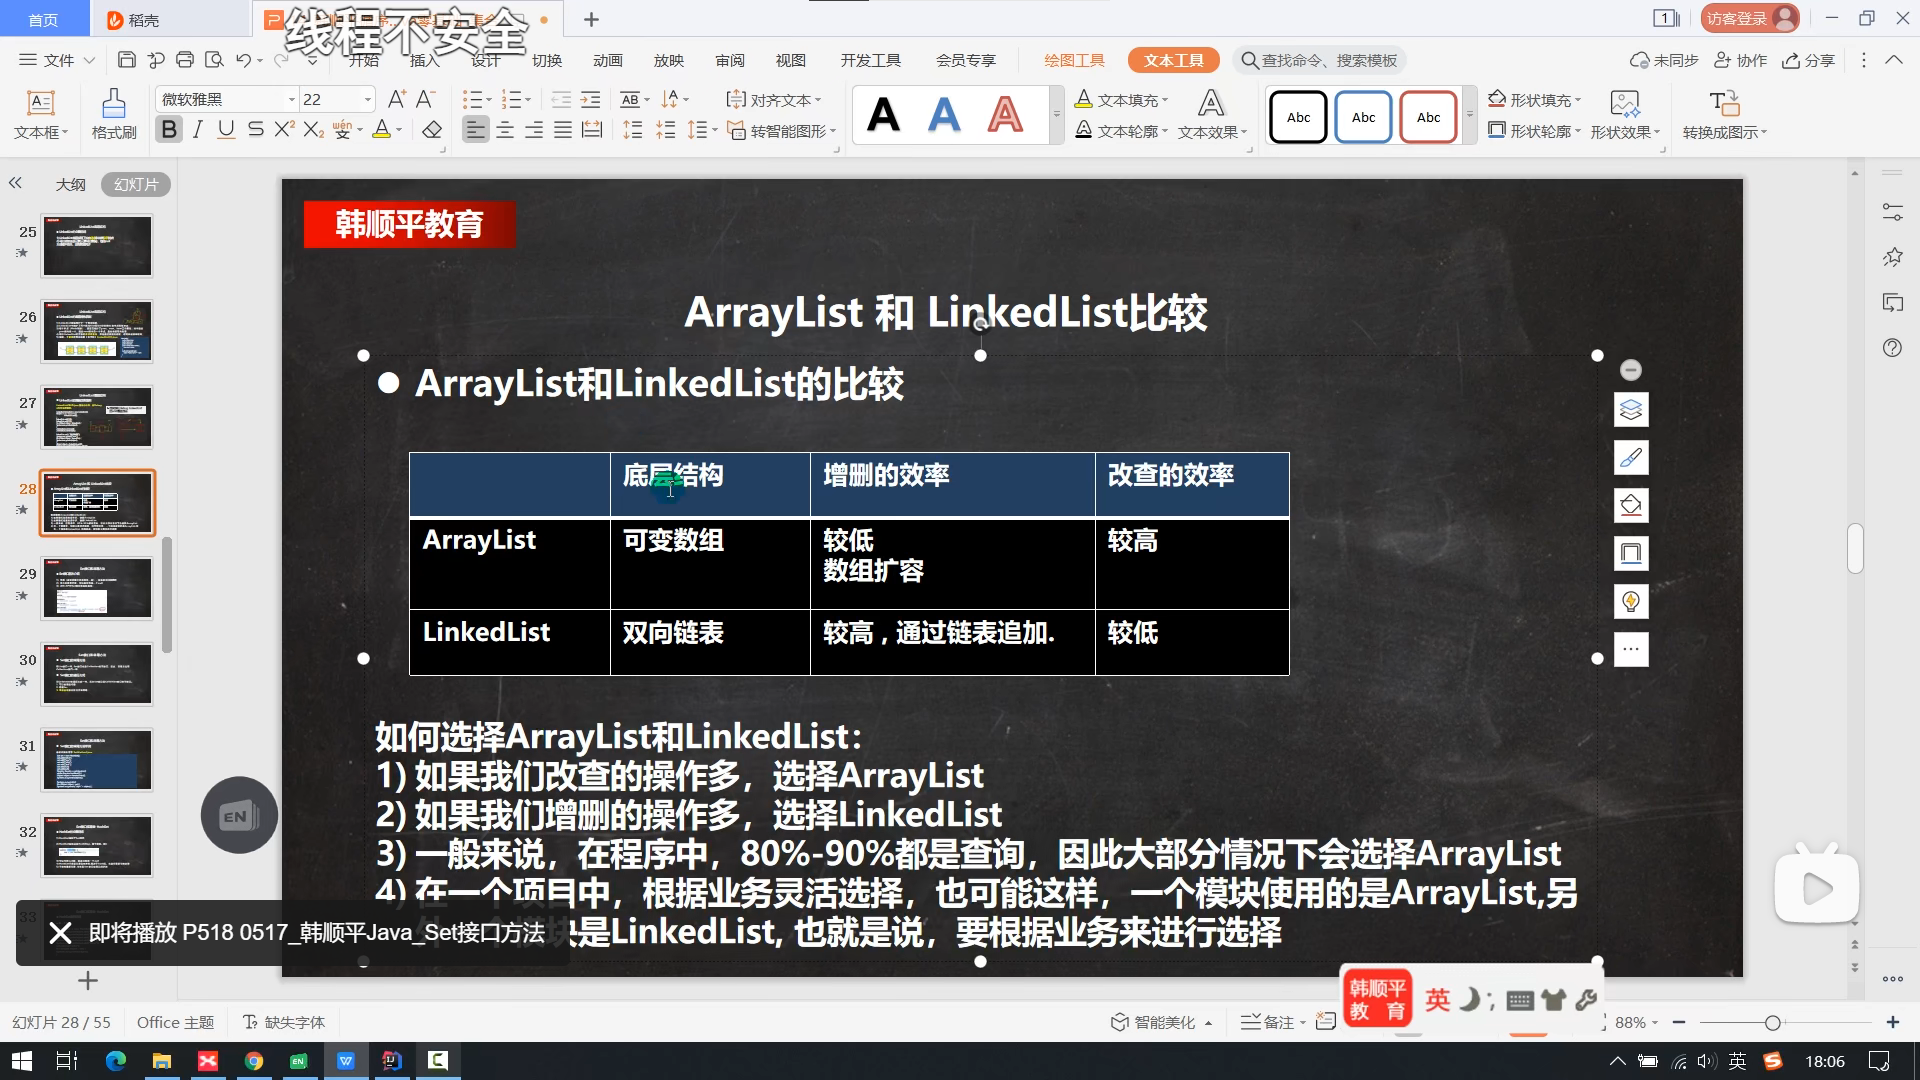 首页
稻壳
线程不安全
文件
开始
插入
设计
切换
动画
放映
审阅
视图
开发工具
会员专享
绘图工具
文本工具
查找命令、搜索模板
未同步
协作
分享
访客登录
文本框
格式刷
微软雅黑
22
对齐文本
转智能图形
文本填充
文本轮廓
文本效果
Abc
Abc
Abc
形状填充
形状轮廓
形状效果
转换成图示
大纲
幻灯片
25
26
27
28
29
30
31
32
33
韩顺平教育
ArrayList 和 LinkedList比较
ArrayList和LinkedList的比较
底层结构
增删的效率
改查的效率
ArrayList
可变数组
较低
数组扩容
较高
LinkedList
双向链表
较高 , 通过链表追加.
较低
如何选择ArrayList和LinkedList:
1) 如果我们改查的操作多，选择ArrayList
2) 如果我们增删的操作多，选择LinkedList
3) 一般来说，在程序中，80%-90%都是查询，因此大部分情况下会选择ArrayList
4) 在一个项目中，根据业务灵活选择，也可能这样，一个模块使用的是ArrayList,另
外一个模块是LinkedList, 也就是说，要根据业务来进行选择
EN
即将播放 P518 0517_韩顺平Java_Set接口方法
韩顺平
教 育
英
幻灯片 28 / 55
Office 主题
缺失字体
智能美化
备注
88%
英
18:06